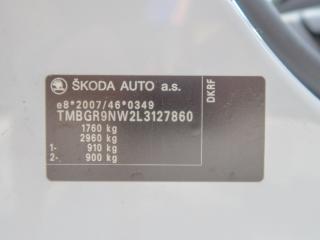 ŠKODA AUTO a.s.
e8*2007/46*0349
TMBGR9NW2L3127860
1760 kg
2960 kg
1- 910 kg
2- 900 kg
DKRF